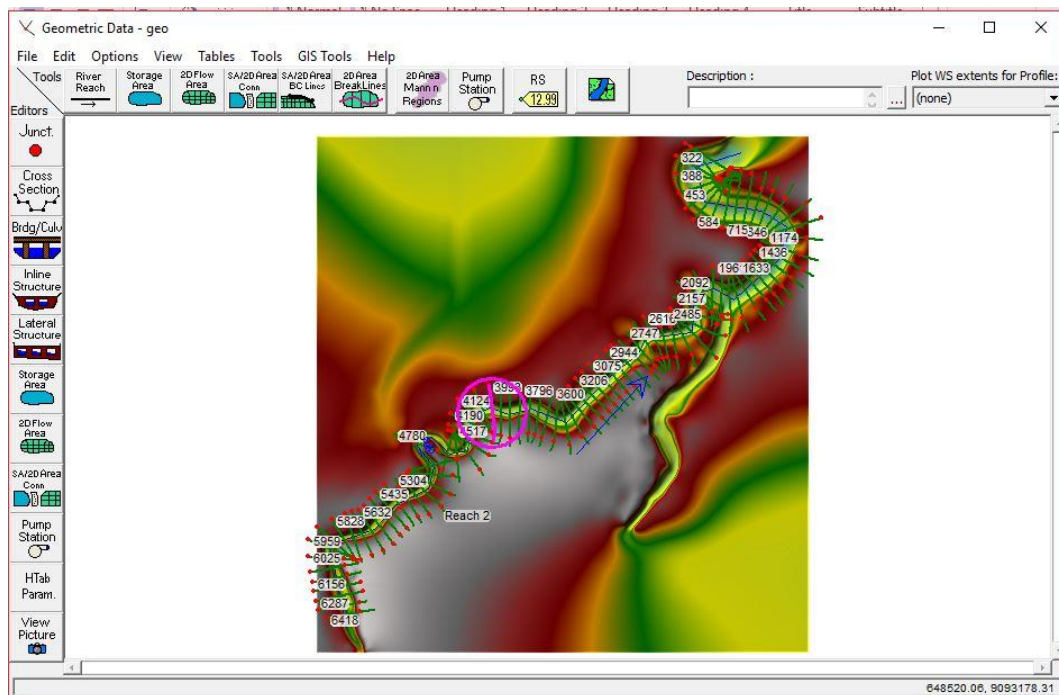 Geometric Data - geo
File Edit Options View Tables Tools GIS Tools Help
Tools
Editors
River Reach
Storage Area
2D Flow Area
SA/2D Area Conn
SA/2D Area BC Lines
2D Area BreakLines
2D Area Mann n Regions
Pump Station
RS
12.99
Description :
...
Plot WS extents for Profile:
(none)
Junct.
Cross Section
Brdg/Culv
Inline Structure
Lateral Structure
Storage Area
2D Flow Area
SA/2D Area Conn
Pump Station
HTab Param.
View Picture
322
388
453
584
715
1174
1436
1633
2092
2157
2485
2616
2747
2944
3075
3206
3600
3796
4124
4780
5304
5435
5632
5828
Reach 2
5959
6025
6156
6287
6418
648520.06, 9093178.31